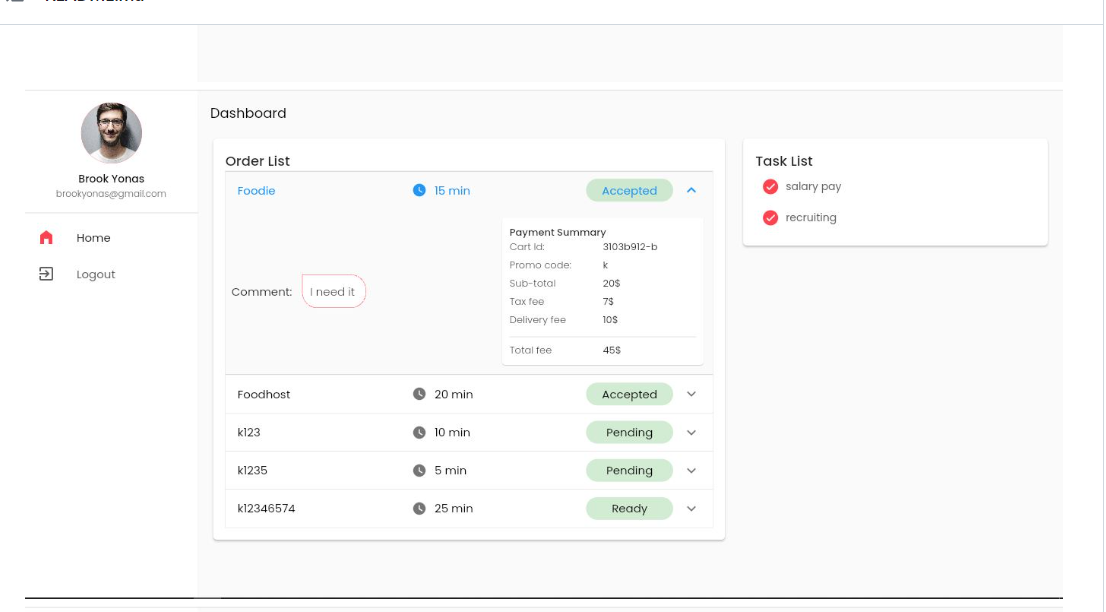 Brook Yonas
brookyonas@gmail.com
Home
Logout
Dashboard
Order List
Foodie 15 min Accepted
Comment: I need it
Payment Summary
Cart Id: 3103b912-b
Promo code: k
Sub-total 20$
Tax fee 7$
Delivery fee 10$
Total fee 45$
Foodhost 20 min Accepted
k123 10 min Pending
k1235 5 min Pending
k12346574 25 min Ready
Task List
salary pay
recruiting